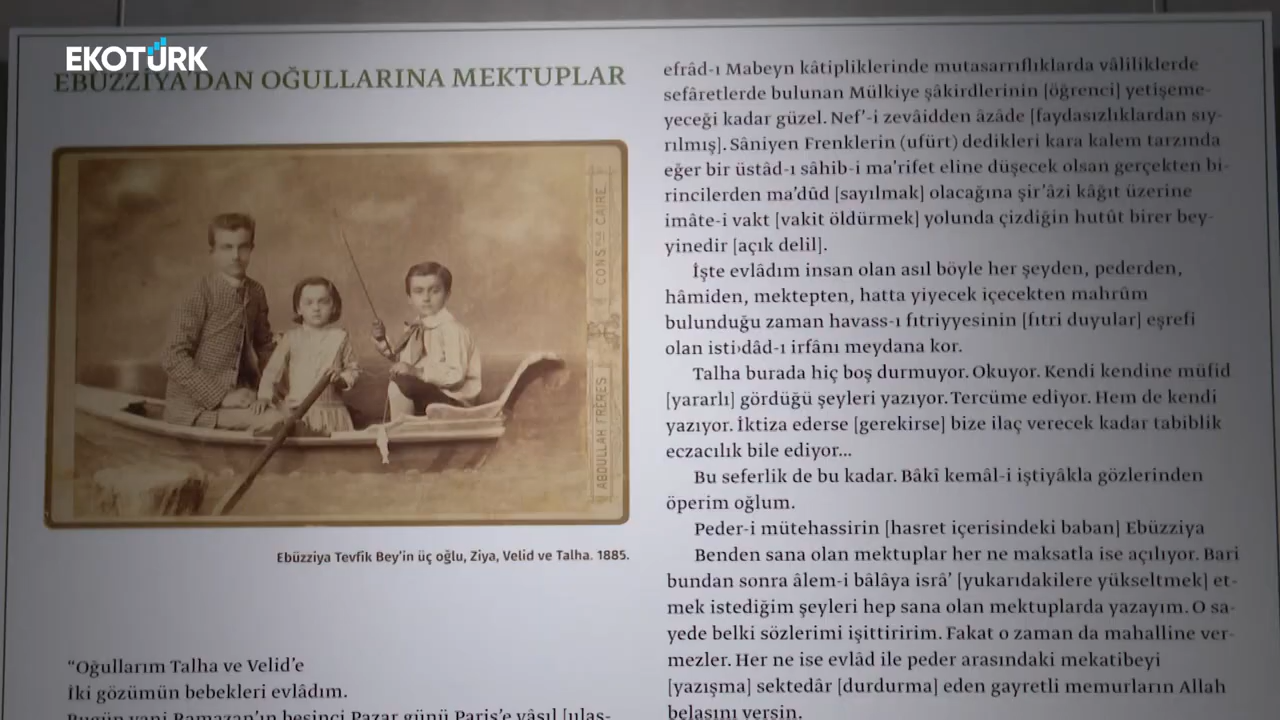 EKOTÜRK
EBÜZZİYA'DAN OĞULLARINA MEKTUPLAR
CONS PLE CAIRE
ABDULLAH FRÈRES
Ebüzziya Tevfik Bey'in üç oğlu, Ziya, Velid ve Talha. 1885.
"Oğullarım Talha ve Velid'e
İki gözümün bebekleri evlâdım.
Bugün yani Ramazan'ın beşinci Pazar günü Paris'e vâsıl [ulaş-
efrâd-ı Mabeyn kâtipliklerinde mutasarrıflıklarda vâliliklerde
sefâretlerde bulunan Mülkiye şâkirdlerinin [öğrenci] yetişeme-
yeceği kadar güzel. Nef'-i zevâidden âzâde [faydasızlıklardan sıy-
rılmış]. Sâniyen Frenklerin (ufürt) dedikleri kara kalem tarzında
eğer bir üstâd-ı sâhib-i ma'rifet eline düşecek olsan gerçekten bi-
rincilerden ma'dûd [sayılmak] olacağına şir'âzi kâğıt üzerine
imâte-i vakt [vakit öldürmek] yolunda çizdiğin hutût birer bey-
yinedir [açık delil].
İşte evlâdım insan olan asıl böyle her şeyden, pederden,
hâmiden, mektepten, hatta yiyecek içecekten mahrûm
bulunduğu zaman havass-ı fıtriyyesinin [fıtri duyular] eşrefi
olan isti›dâd-ı irfânı meydana kor.
Talha burada hiç boş durmuyor. Okuyor. Kendi kendine müfid
[yararlı] gördüğü şeyleri yazıyor. Tercüme ediyor. Hem de kendi
yazıyor. İktiza ederse [gerekirse] bize ilaç verecek kadar tabiblik
eczacılık bile ediyor...
Bu seferlik de bu kadar. Bâkî kemâl-i iştiyâkla gözlerinden
öperim oğlum.
Peder-i mütehassirin [hasret içerisindeki baban] Ebüzziya
Benden sana olan mektuplar her ne maksatla ise açılıyor. Bari
bundan sonra âlem-i bâlâya isrâ' [yukarıdakilere yükseltmek] et-
mek istediğim şeyleri hep sana olan mektuplarda yazayım. O sa-
yede belki sözlerimi işittiririm. Fakat o zaman da mahalline ver-
mezler. Her ne ise evlâd ile peder arasındaki mekatibeyi
[yazışma] sektedâr [durdurma] eden gayretli memurların Allah
belasını versin.